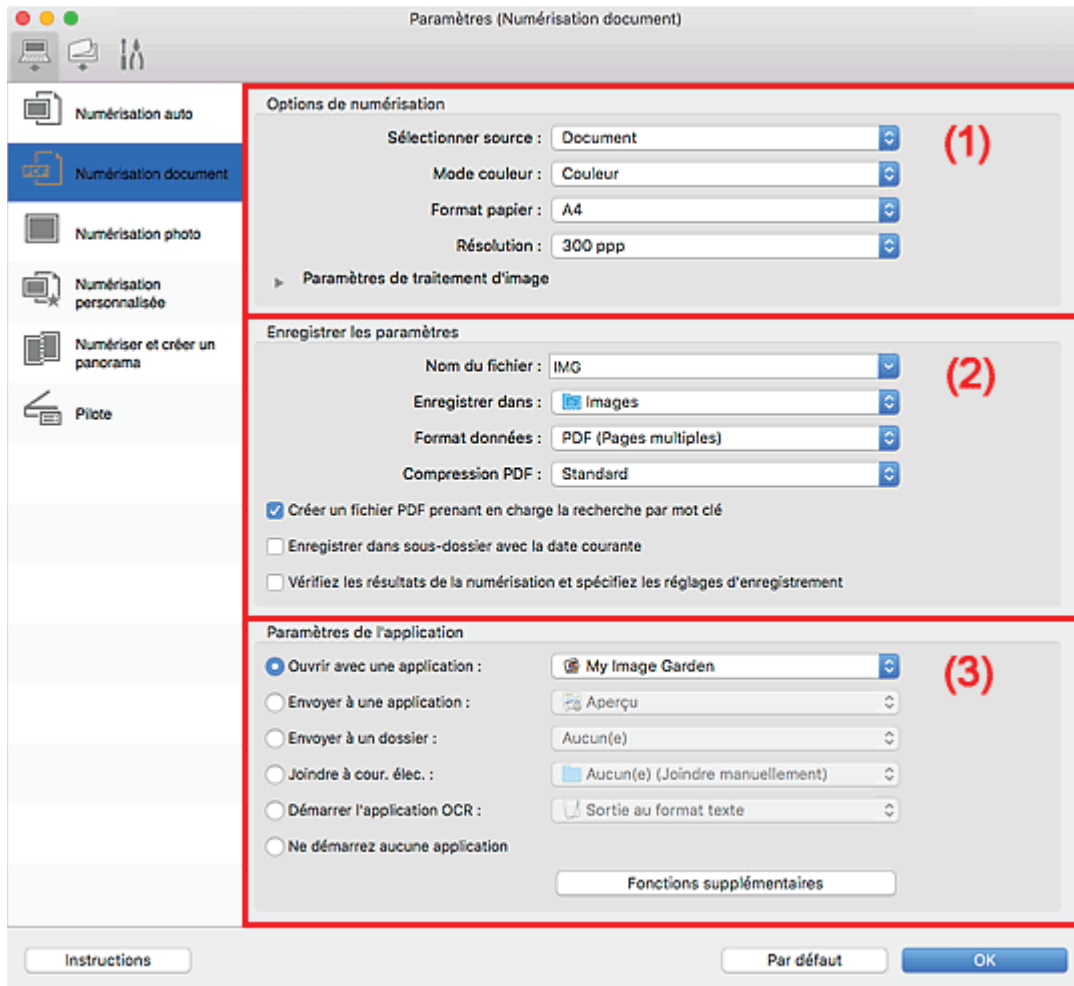 Paramètres (Numérisation document)
Numérisation auto
PDF
Numérisation document
Numérisation photo
Numérisation
personnalisée
Numériser et créer un
panorama
Pilote
Options de numérisation
(1)
Sélectionner source : Document
Mode couleur : Couleur
Format papier : A4
Résolution : 300 ppp
Paramètres de traitement d'image
Enregistrer les paramètres
(2)
Nom du fichier : IMG
Enregistrer dans : Images
Format données : PDF (Pages multiples)
Compression PDF : Standard
Créer un fichier PDF prenant en charge la recherche par mot clé
Enregistrer dans sous-dossier avec la date courante
Vérifiez les résultats de la numérisation et spécifiez les réglages d'enregistrement
Paramètres de l'application
(3)
Ouvrir avec une application : My Image Garden
Envoyer à une application : Aperçu
Envoyer à un dossier : Aucun(e)
Joindre à cour. élec. : Aucun(e) (Joindre manuellement)
Démarrer l'application OCR : Sortie au format texte
Ne démarrez aucune application
Fonctions supplémentaires
Instructions
Par défaut
OK